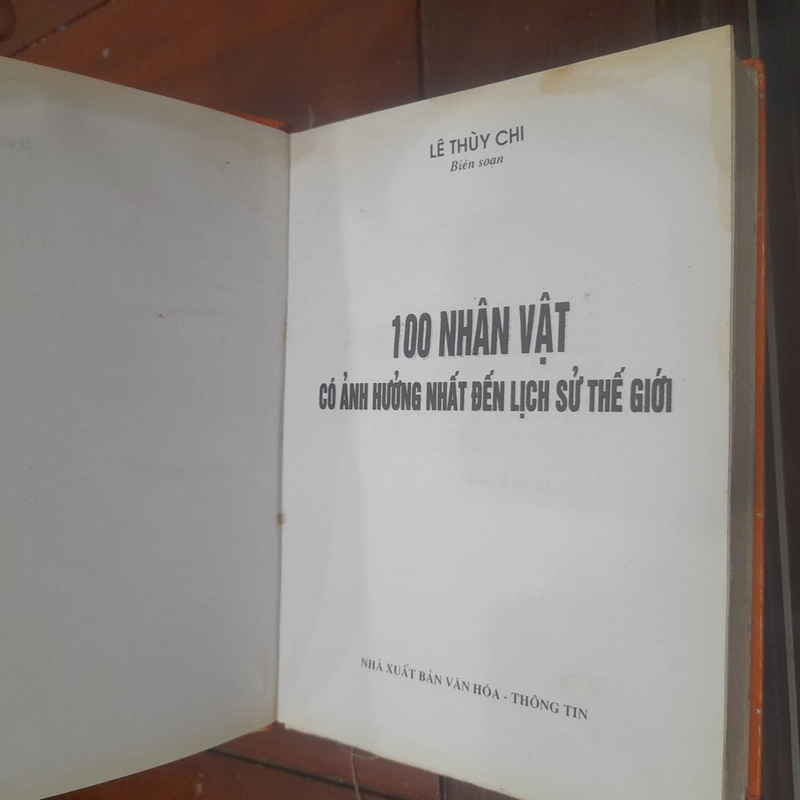 LÊ THÙY CHI
Biên soạn
100 NHÂN VẬT
CÓ ẢNH HƯỞNG NHẤT ĐẾN LỊCH SỬ THẾ GIỚI
NHÀ XUẤT BẢN VĂN HÓA - THÔNG TIN